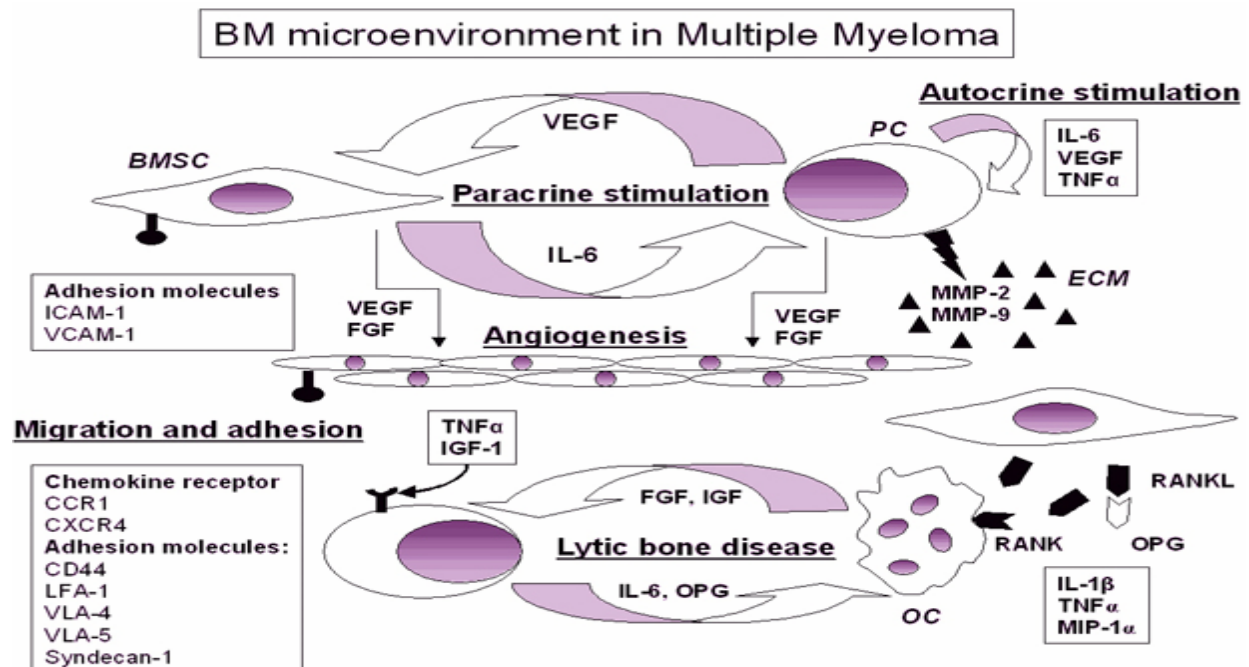 BM microenvironment in Multiple Myeloma
Autocrine stimulation
VEGF
PC
IL-6
VEGF
TNFα
BMSC
Paracrine stimulation
IL-6
Adhesion molecules
ICAM-1
VCAM-1
VEGF
FGF
Angiogenesis
VEGF
FGF
MMP-2
MMP-9
ECM
Migration and adhesion
TNFα
IGF-1
Chemokine receptor
CCR1
CXCR4
Adhesion molecules:
CD44
LFA-1
VLA-4
VLA-5
Syndecan-1
FGF, IGF
Lytic bone disease
IL-6, OPG
OC
RANK
RANKL
OPG
IL-1β
TNFα
MIP-1α